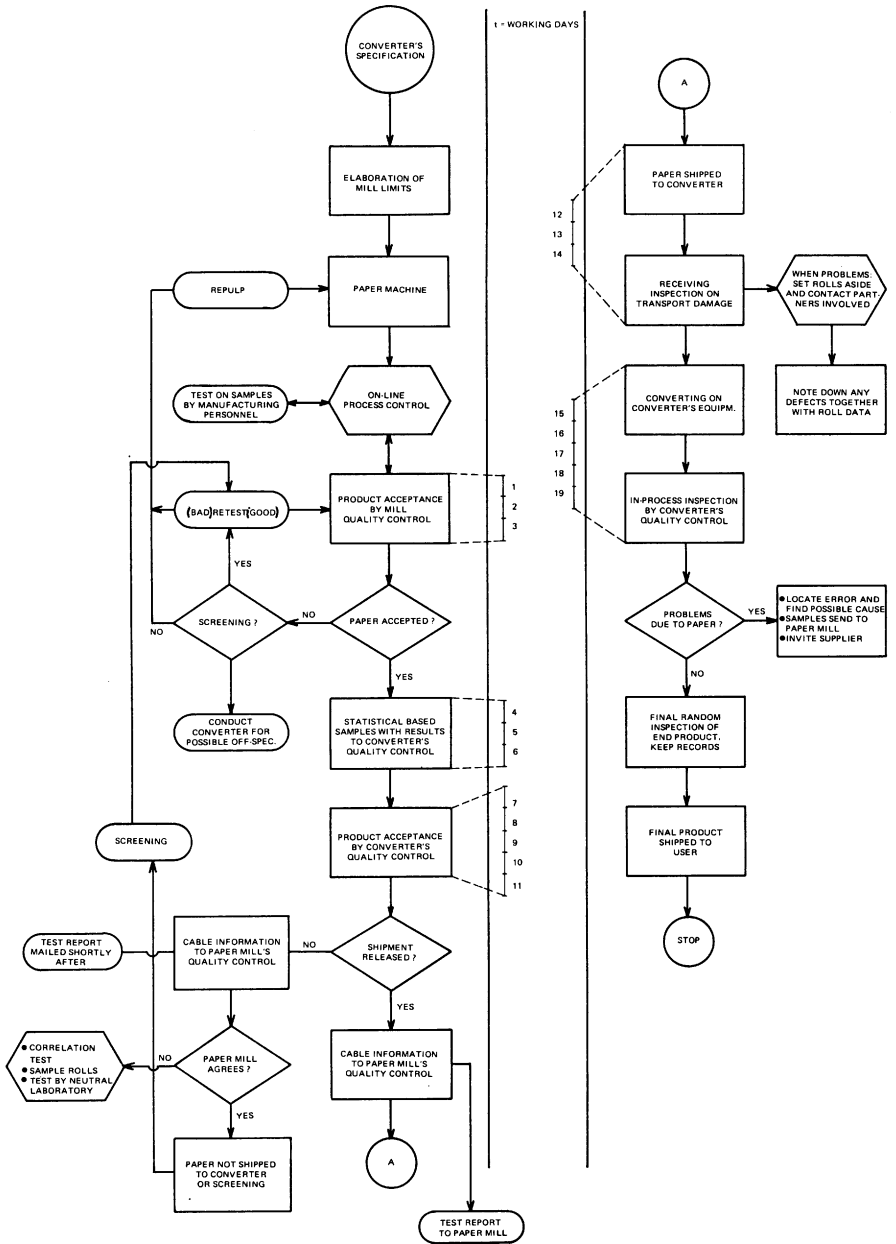 CONVERTER'S
SPECIFICATION
ELABORATION OF
MILL LIMITS
REPULP
PAPER MACHINE
TEST ON SAMPLES
BY MANUFACTURING
PERSONNEL
ON-LINE
PROCESS CONTROL
(BAD)RETEST(GOOD)
PRODUCT ACCEPTANCE
BY MILL
QUALITY CONTROL
1
2
3
YES
NO
SCREENING ?
NO
PAPER ACCEPTED ?
YES
CONDUCT
CONVERTER FOR
POSSIBLE OFF-SPEC.
STATISTICAL BASED
SAMPLES WITH RESULTS
TO CONVERTER'S
QUALITY CONTROL
4
5
6
SCREENING
PRODUCT ACCEPTANCE
BY CONVERTER'S
QUALITY CONTROL
7
8
9
10
11
TEST REPORT
MAILED SHORTLY
AFTER
CABLE INFORMATION
TO PAPER MILL'S
QUALITY CONTROL
NO
SHIPMENT
RELEASED ?
YES
● CORRELATION
TEST
● SAMPLE ROLLS
● TEST BY NEUTRAL
LABORATORY
NO
PAPER MILL
AGREES ?
YES
CABLE INFORMATION
TO PAPER MILL'S
QUALITY CONTROL
PAPER NOT SHIPPED
TO CONVERTER
OR SCREENING
A
TEST REPORT
TO PAPER MILL
t = WORKING DAYS
A
PAPER SHIPPED
TO CONVERTER
12
13
14
RECEIVING
INSPECTION ON
TRANSPORT DAMAGE
WHEN PROBLEMS:
SET ROLLS ASIDE
AND CONTACT PART-
NERS INVOLVED
CONVERTING ON
CONVERTER'S EQUIPM.
NOTE DOWN ANY
DEFECTS TOGETHER
WITH ROLL DATA
15
16
17
18
19
IN-PROCESS INSPECTION
BY CONVERTER'S
QUALITY CONTROL
PROBLEMS
DUE TO PAPER ?
YES
● LOCATE ERROR AND
FIND POSSIBLE CAUSE
● SAMPLES SEND TO
PAPER MILL
● INVITE SUPPLIER
NO
FINAL RANDOM
INSPECTION OF
END PRODUCT.
KEEP RECORDS
FINAL PRODUCT
SHIPPED TO
USER
STOP